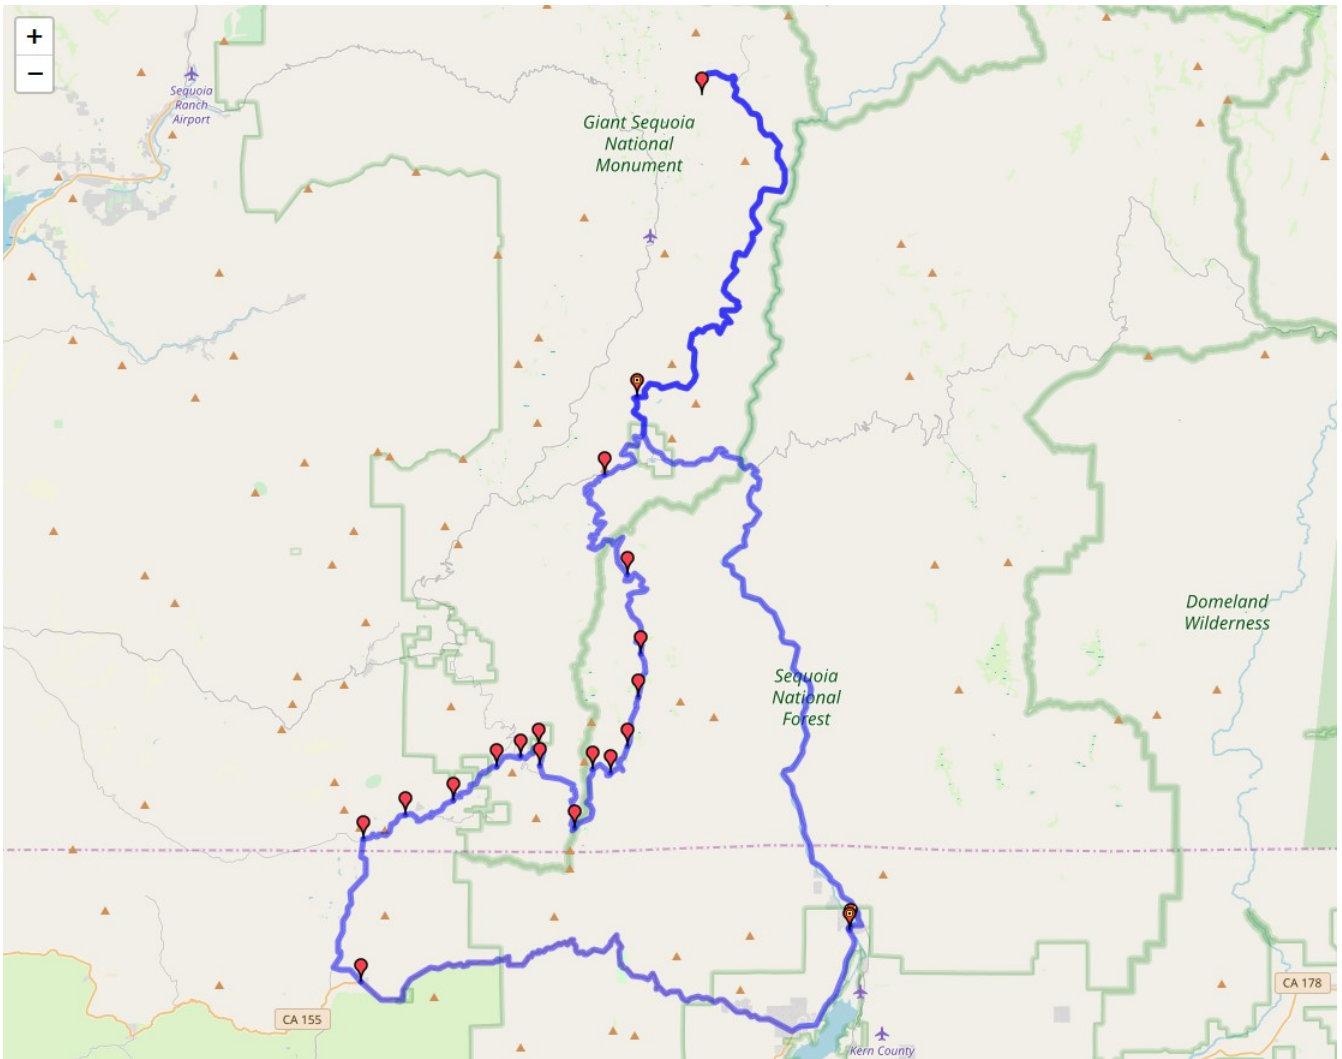 +
−
Sequoia
Ranch
Airport
Giant Sequoia
National
Monument
Domeland
Wilderness
Sequoia
National
Forest
CA 178
CA 155
Kern County